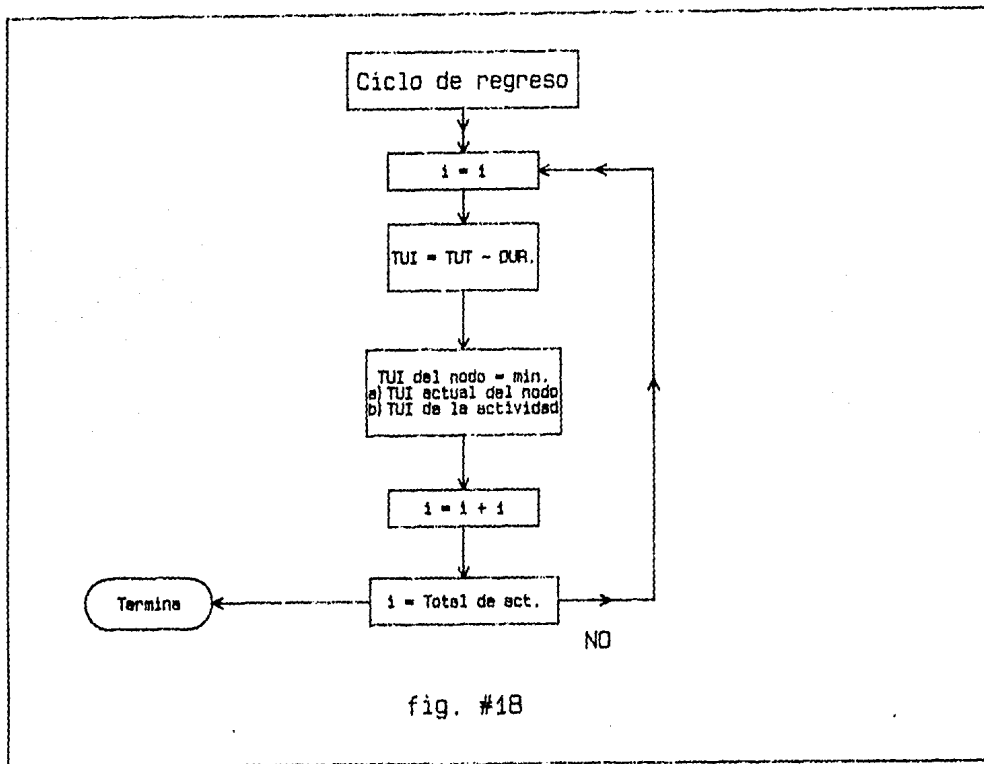 Ciclo de regreso
i = i
TUI = TUT - DUR.
TUI del nodo = min.
a) TUI actual del nodo
b) TUI de la actividad
i = i + 1
i = Total de act.
Termina
NO
fig. #18